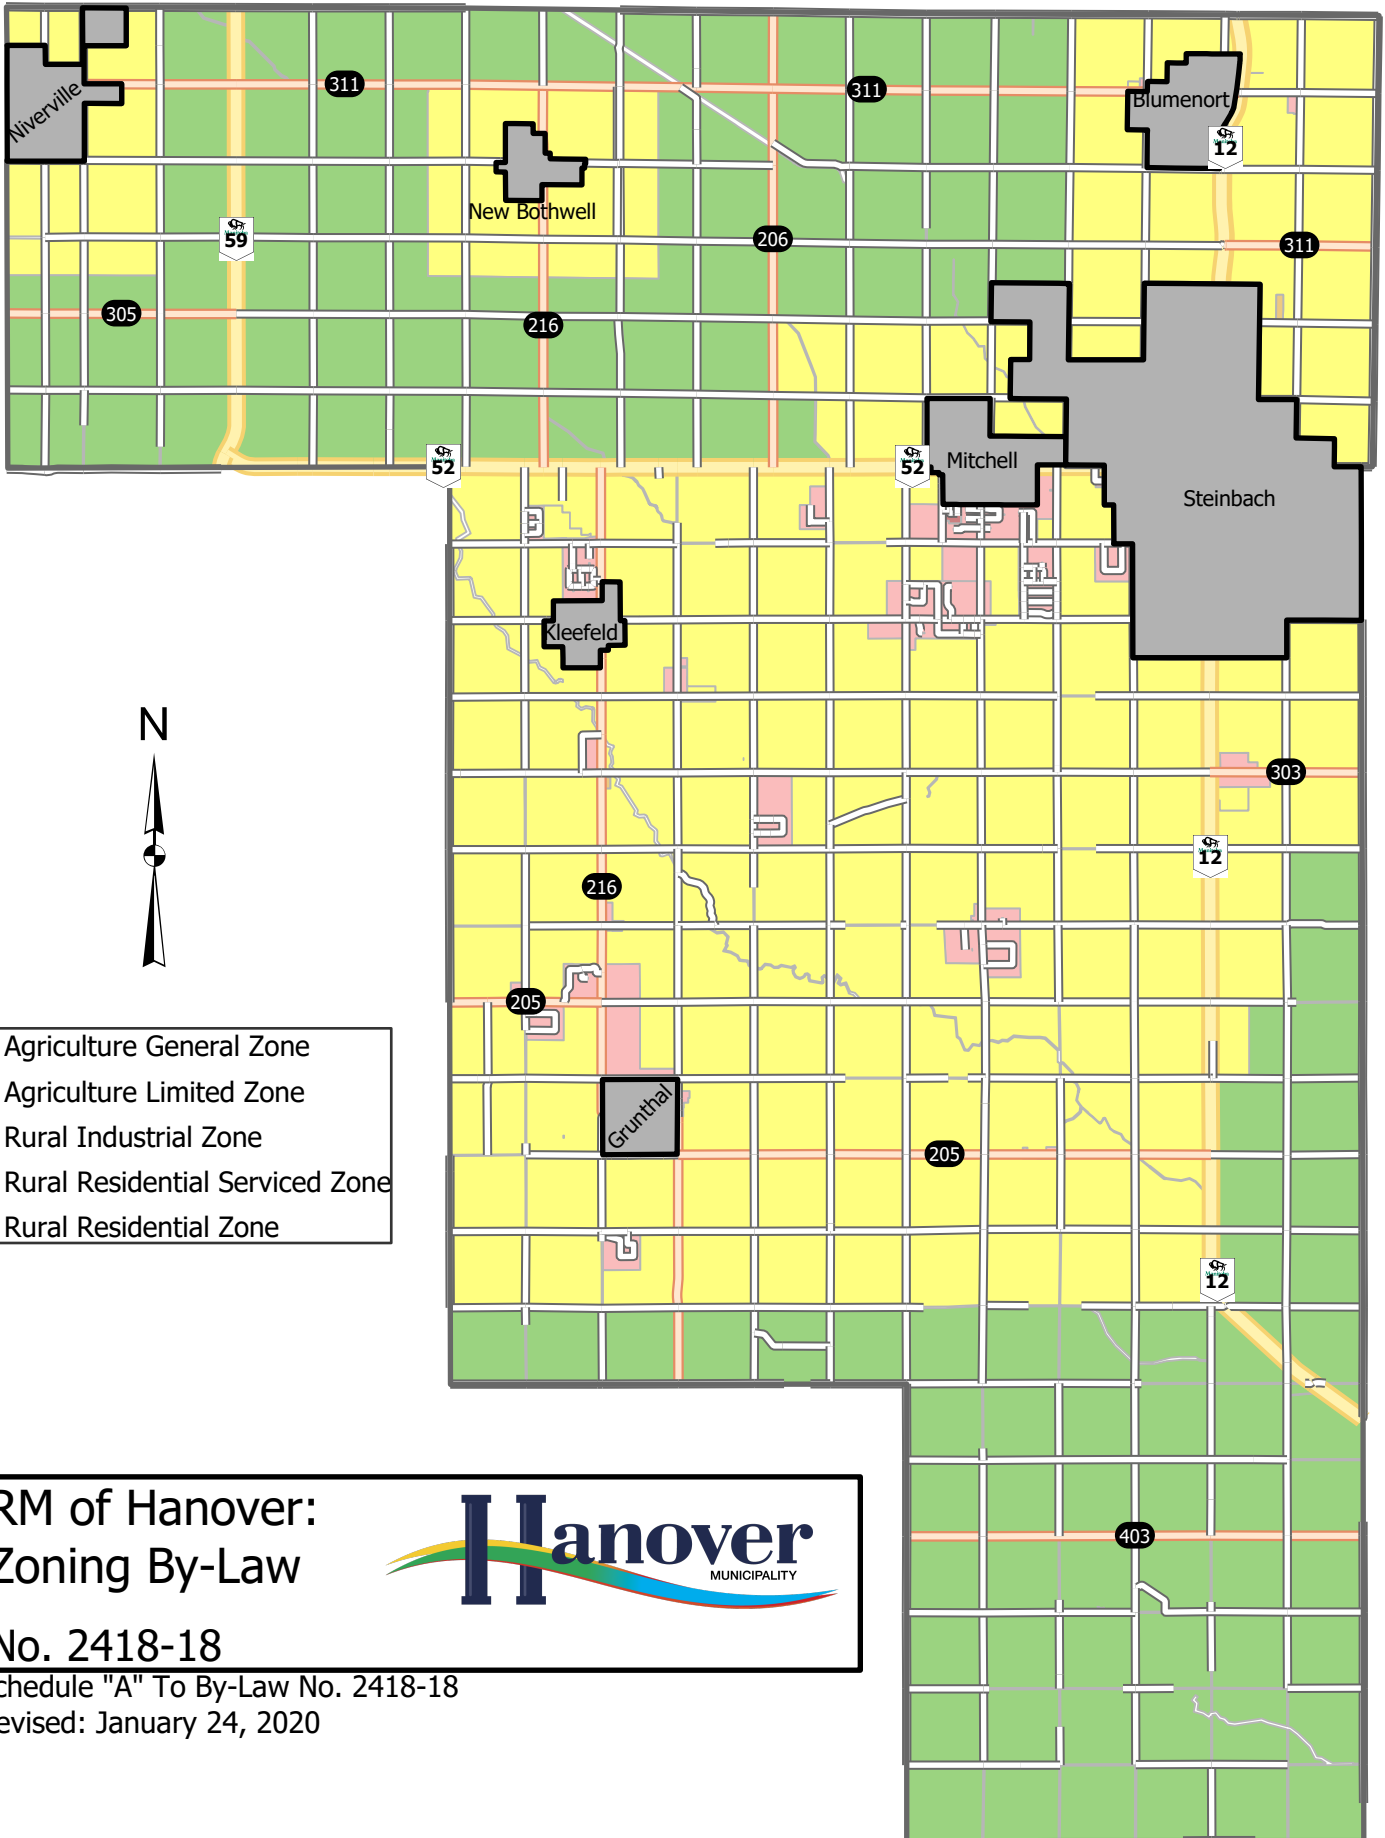 Niverville
311
311
Blumenort
12
New Bothwell
59
206
311
305
216
52
52
Mitchell
Steinbach
Kleefeld
N
303
12
216
205
Agriculture General Zone
Agriculture Limited Zone
Rural Industrial Zone
Rural Residential Serviced Zone
Rural Residential Zone
Grunthal
205
12
RM of Hanover:
Zoning By-Law
No. 2418-18
Hanover
MUNICIPALITY
403
chedule "A" To By-Law No. 2418-18
evised: January 24, 2020